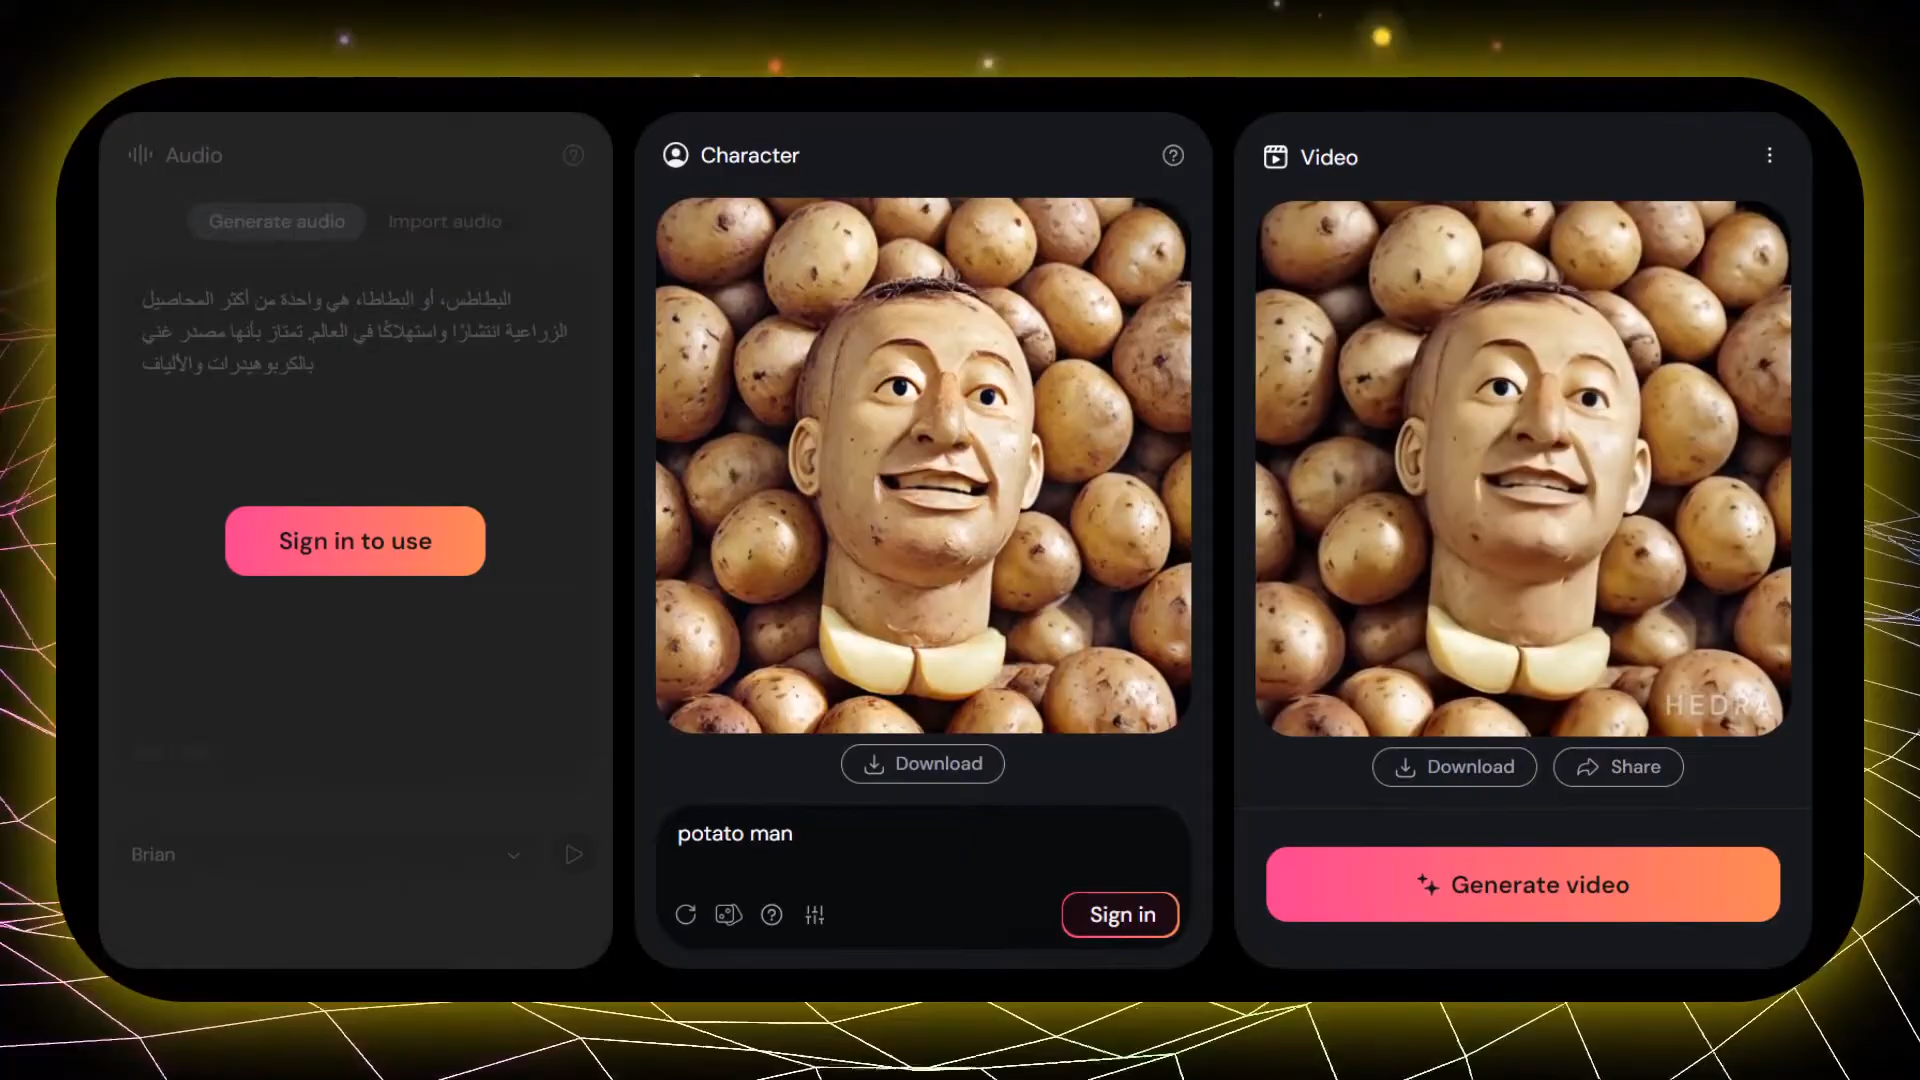 Audio
Generate audio
Import audio
البطاطس، أو البطاطا، هي واحدة من أكثر المحاصيل
الزراعية انتشارًا واستهلاكًا في العالم. تمتاز بأنها مصدر غني
بالكربوهيدرات والألياف
Sign in to use
Brian
Character
Download
potato man
Sign in
Video
HEDRA
Download
Share
Generate video